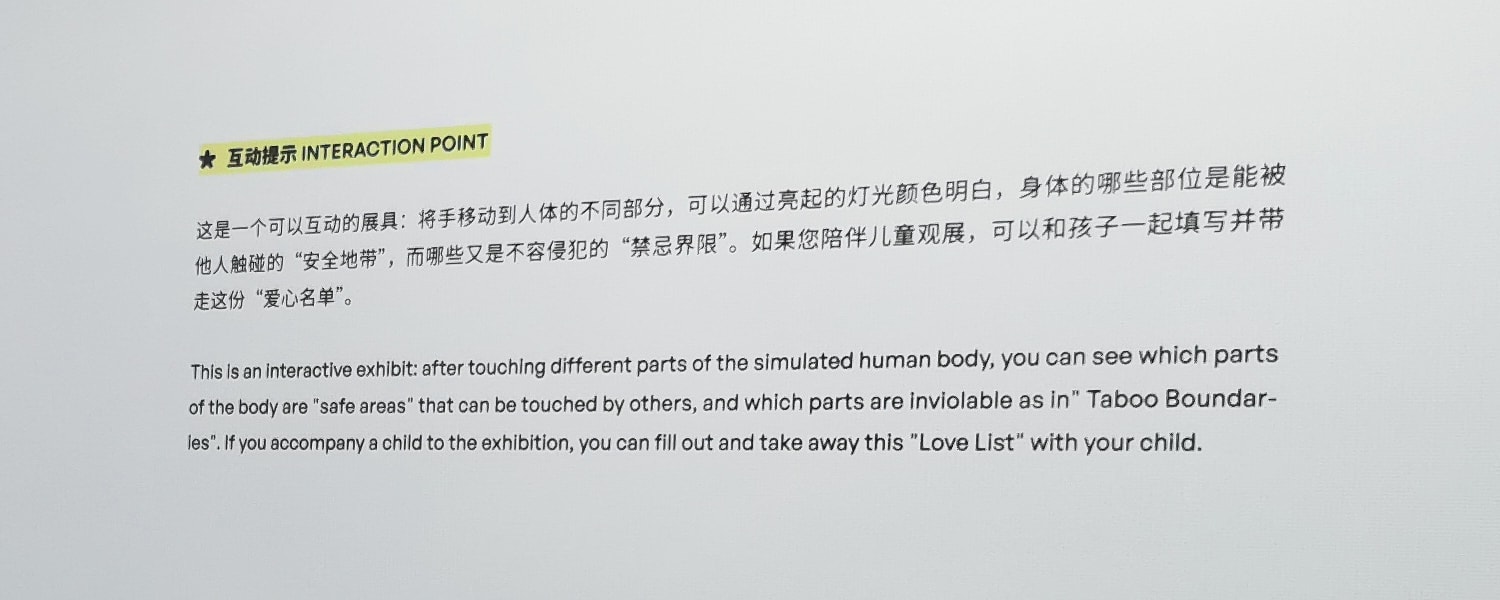 ★ 互动提示 INTERACTION POINT
这是一个可以互动的展具：将手移动到人体的不同部分，可以通过亮起的灯光颜色明白，身体的哪些部位是能被
他人触碰的“安全地带”，而哪些又是不容侵犯的“禁忌界限”。如果您陪伴儿童观展，可以和孩子一起填写并带
走这份“爱心名单”。
This is an interactive exhibit: after touching different parts of the simulated human body, you can see which parts
of the body are "safe areas" that can be touched by others, and which parts are inviolable as in" Taboo Boundar-
ies". If you accompany a child to the exhibition, you can fill out and take away this "Love List" with your child.